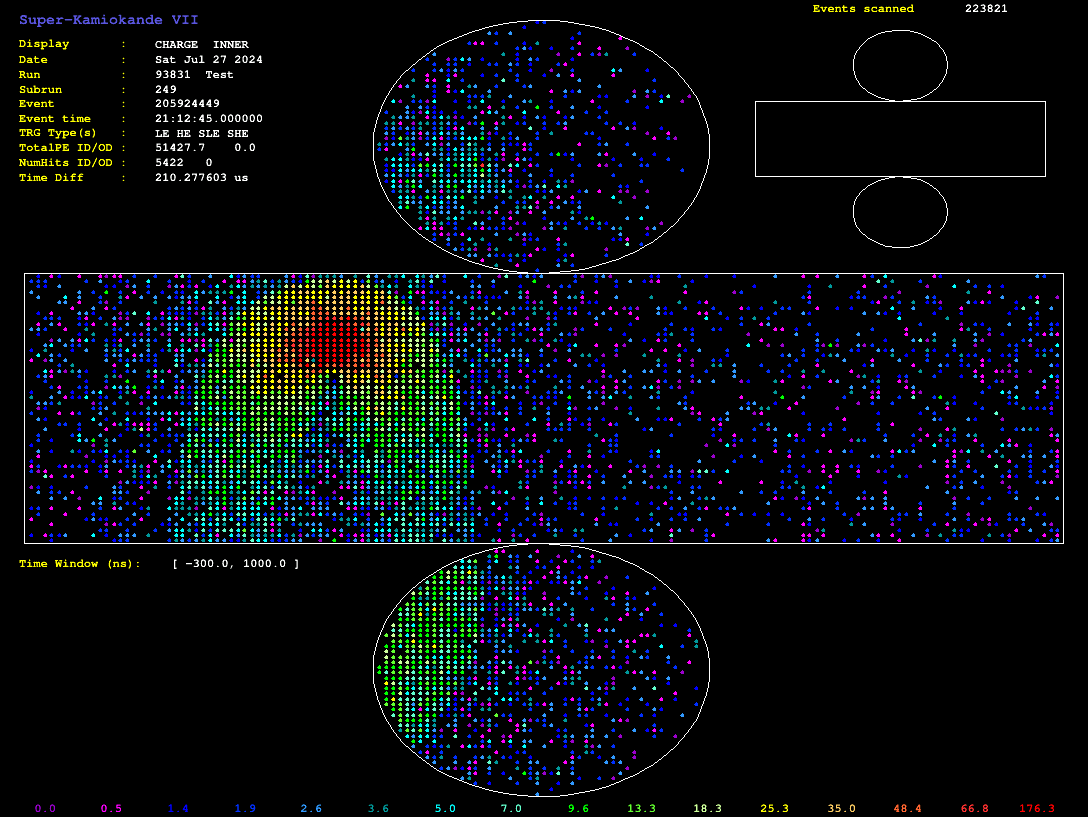 Super-Kamiokande VII
Events scanned 223821
Display : CHARGE INNER
Date : Sat Jul 27 2024
Run : 93831 Test
Subrun : 249
Event : 205924449
Event time : 21:12:45.000000
TRG Type(s) : LE HE SLE SHE
TotalPE ID/OD : 51427.7 0.0
NumHits ID/OD : 5422 0
Time Diff : 210.277603 us
Time Window (ns): [ -300.0, 1000.0 ]
0.0 0.5 1.4 1.9 2.6 3.6 5.0 7.0 9.6 13.3 18.3 25.3 35.0 48.4 66.8 176.3